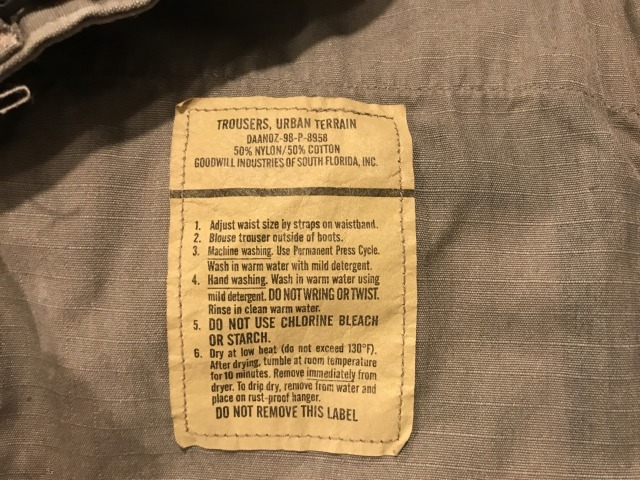 TROUSERS, URBAN TERRAIN
DAAN0Z-98-P-8958
50% NYLON/50% COTTON
GOODWILL INDUSTRIES OF SOUTH FLORIDA, INC.
1. Adjust waist size by straps on waistband.
2. Blouse trouser outside of boots.
3. Machine washing. Use Permanent Press Cycle.
Wash in warm water with mild detergent.
4. Hand washing. Wash in warm water using
mild detergent. DO NOT WRING OR TWIST.
Rinse in clean warm water.
5. DO NOT USE CHLORINE BLEACH
OR STARCH.
6. Dry at low heat (do not exceed 130°F).
After drying, tumble at room temperature
for 10 minutes. Remove immediately from
dryer. To drip dry, remove from water and
place on rust-proof hanger.
DO NOT REMOVE THIS LABEL